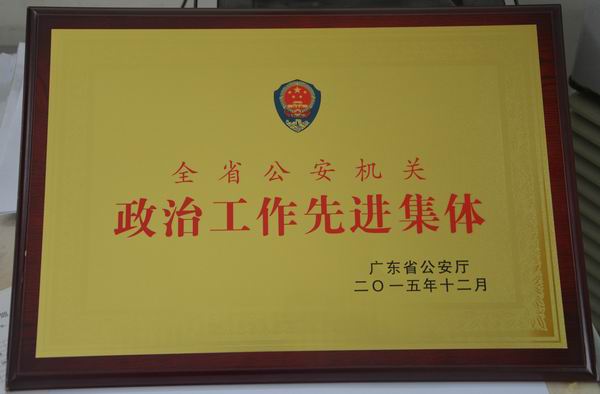 全省公安机关
政治工作先进集体
广东省公安厅
二〇一五年十二月